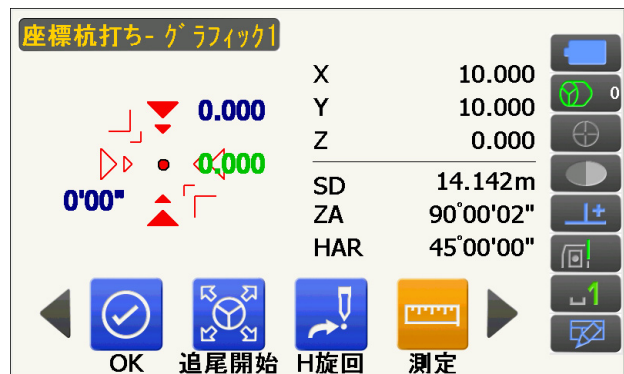 座標杭打ち-ｸﾞﾗﾌｨｯｸ1
0.000
0.000
0'00"
X 10.000
Y 10.000
Z 0.000
SD 14.142m
ZA 90°00'02"
HAR 45°00'00"
0
1
OK 追尾開始 H旋回 測定